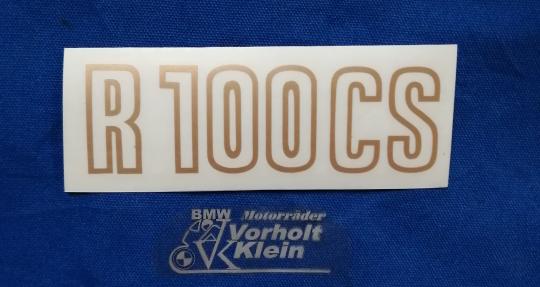 R 100CS
BMW Motorräder
Vorholt
Klein